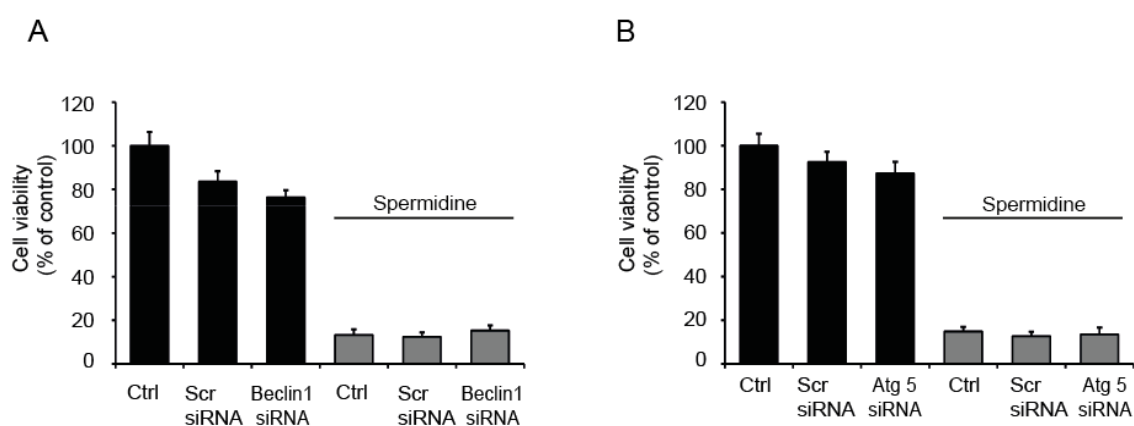 A
Cell viability
(% of control)
120
100
80
60
40
20
0
Spermidine
Ctrl
Scr
siRNA
Beclin1
siRNA
Ctrl
Scr
siRNA
Beclin1
siRNA
B
Cell viability
(% of control)
120
100
80
60
40
20
0
Spermidine
Ctrl
Scr
siRNA
Atg 5
siRNA
Ctrl
Scr
siRNA
Atg 5
siRNA